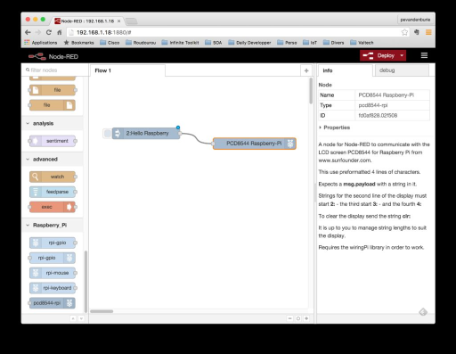 Node-RED : 192.168.1.18
pevandenburie
192.168.1.18:1880/#
Applications
Bookmarks
Cisco
Roudoursy
Infinite Toolkit
SDA
Daily Developper
Perso
IoT
Divers
Voltech
Node-RED
Deploy
filter nodes
file
file
analysis
sentiment
advanced
watch
feedparse
exec
Raspberry_Pi
rpi-gpio
rpi-gpio
rpi-mouse
rpi-keyboard
pcd8544-rpi
Flow 1
2:Hello Raspberry
PCD8544 Raspberry-Pi
info
debug
Node
Name PCD8544 Raspberry-Pi
Type pcd8544-rpi
ID
Properties
A node for Node-RED to communicate with the
LCD screen PCD8544 for Raspberry Pi from
www.sunfounder.com.
This use preformatted 4 lines of characters.
Expects a msg.payload with a string in it.
Strings for the second line of the display must
start 2: - the third start 3: - and the fourth 4:
To clear the display send the string clr:
It is up to you to manage string lengths to suit
the display.
Requires the wiringPi library in order to work.